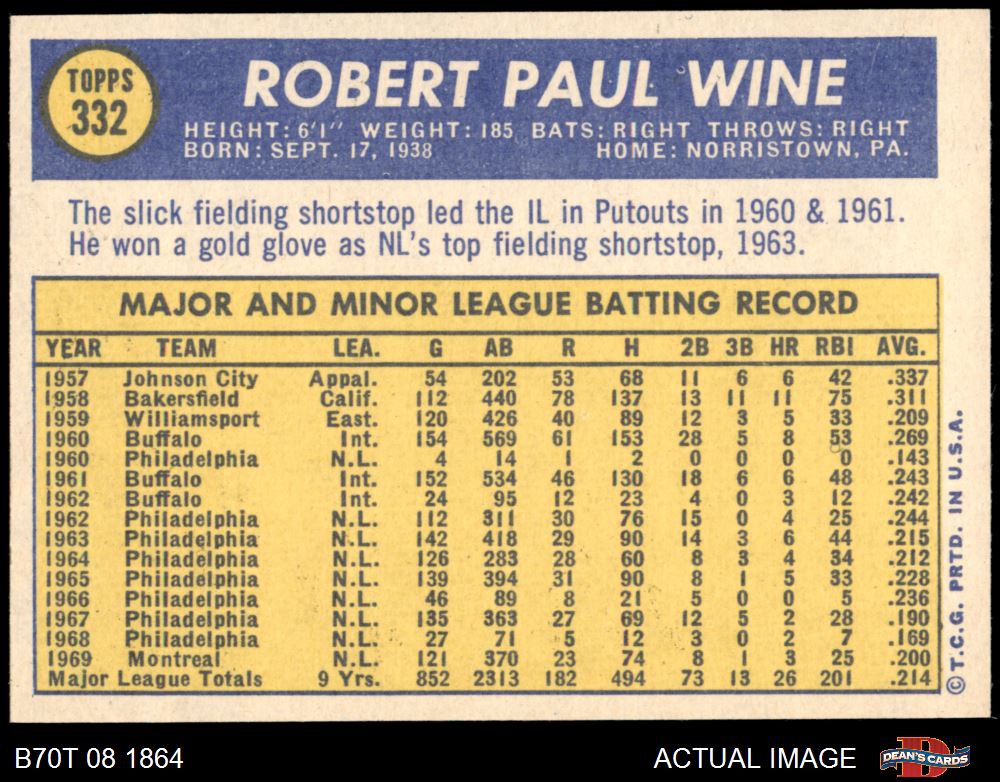 TOPPS
332
ROBERT PAUL WINE
HEIGHT: 6'1" WEIGHT: 185 BATS: RIGHT THROWS: RIGHT
BORN: SEPT. 17, 1938 HOME: NORRISTOWN, PA.
The slick fielding shortstop led the IL in Putouts in 1960 & 1961.
He won a gold glove as NL's top fielding shortstop, 1963.
MAJOR AND MINOR LEAGUE BATTING RECORD
YEAR TEAM LEA. G AB R H 2B 3B HR RBI AVG.
1957 Johnson City Appal. 54 202 53 68 11 6 6 42 .337
1958 Bakersfield Calif. 112 440 78 137 13 11 11 75 .311
1959 Williamsport East. 120 426 40 89 12 3 5 33 .209
1960 Buffalo Int. 154 569 61 153 28 5 8 53 .269
1960 Philadelphia N.L. 4 14 1 2 0 0 0 0 .143
1961 Buffalo Int. 152 534 46 130 18 6 6 48 .243
1962 Buffalo Int. 24 95 12 23 4 0 3 12 .242
1962 Philadelphia N.L. 112 311 30 76 15 0 4 25 .244
1963 Philadelphia N.L. 142 418 29 90 14 3 6 44 .215
1964 Philadelphia N.L. 126 283 28 60 8 3 4 34 .212
1965 Philadelphia N.L. 139 394 31 90 8 1 5 33 .228
1966 Philadelphia N.L. 46 89 8 21 5 0 0 5 .236
1967 Philadelphia N.L. 135 363 27 69 12 5 2 28 .190
1968 Philadelphia N.L. 27 71 5 12 3 0 2 7 .169
1969 Montreal N.L. 121 370 23 74 8 1 3 25 .200
Major League Totals 9 Yrs. 852 2313 182 494 73 13 26 201 .214
© T.C.G. PRTD. IN U.S.A.
B70T 08 1864 ACTUAL IMAGE DEAN'S CARDS